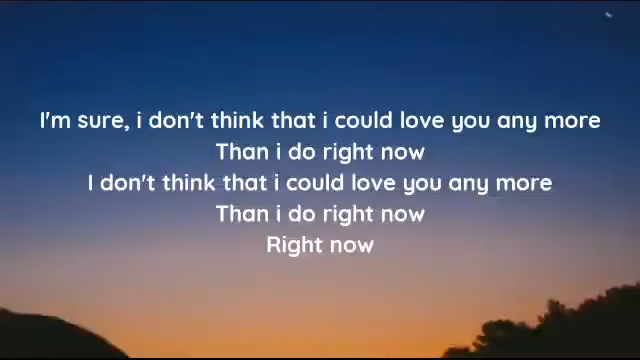 I'm sure, i don't think that i could love you any more
Than i do right now
I don't think that i could love you any more
Than i do right now
Right now